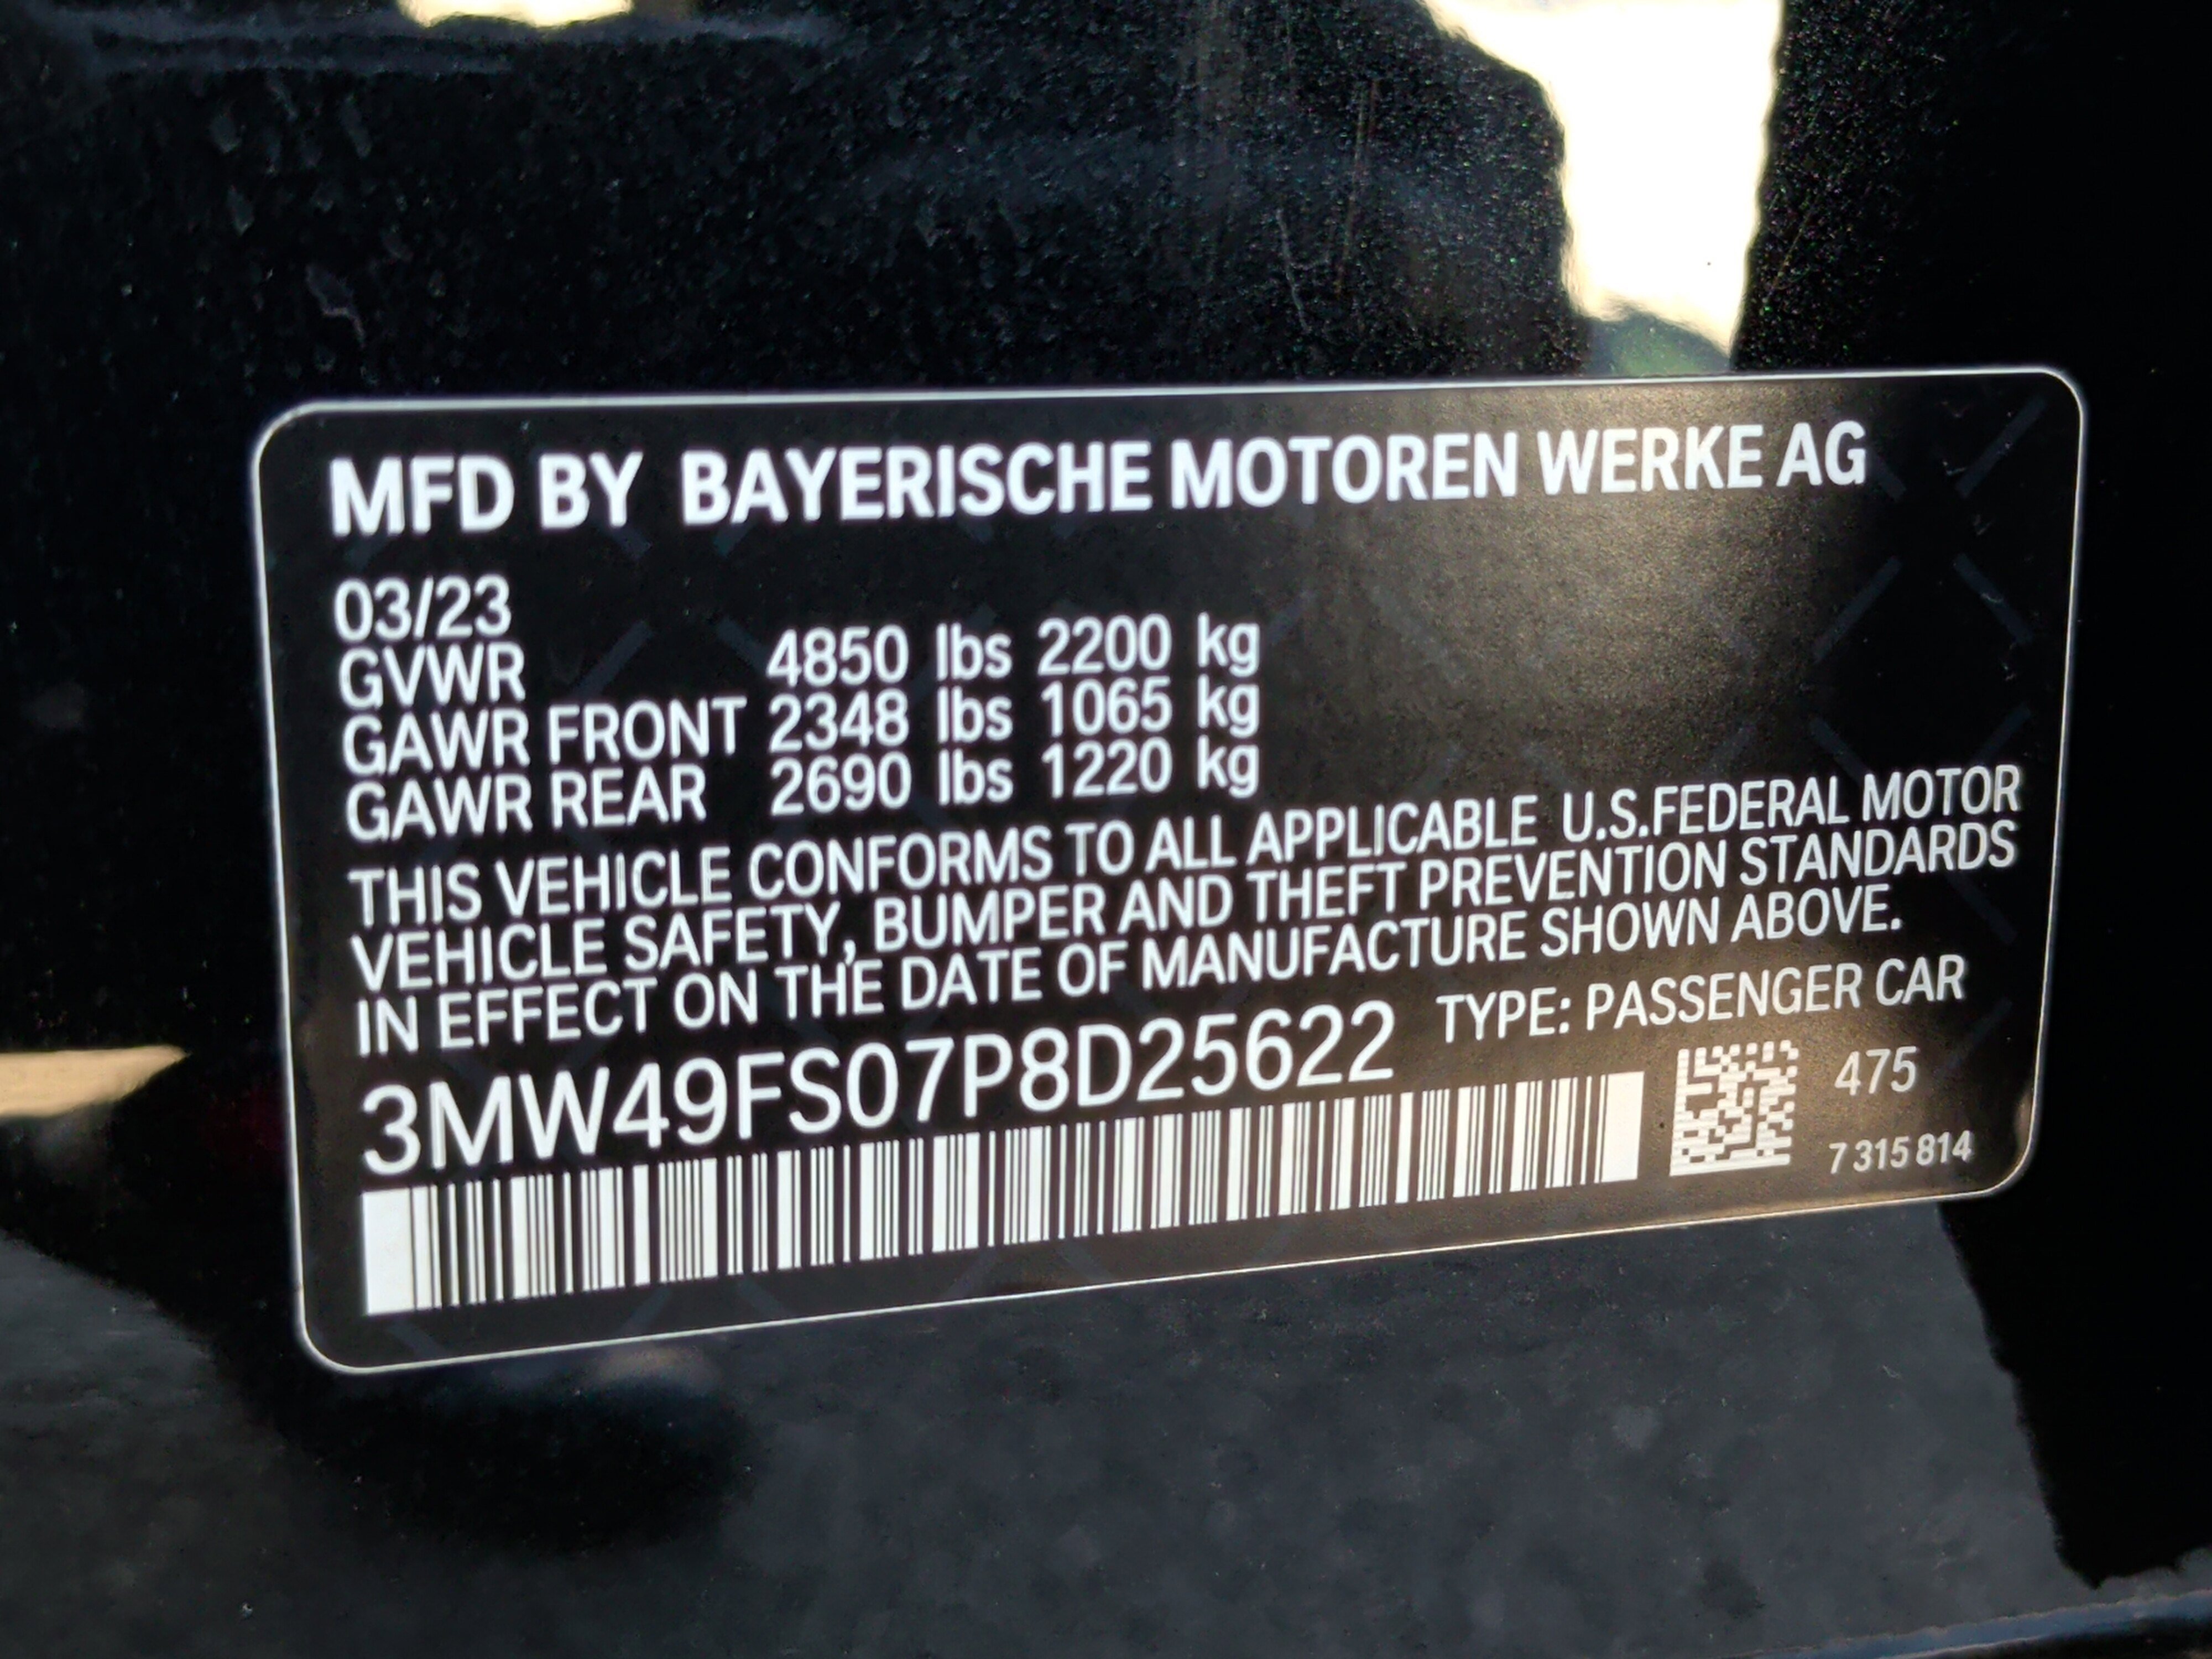 MFD BY BAYERISCHE MOTOREN WERKE AG
03/23
GVWR 4850 lbs 2200 kg
GAWR FRONT 2348 lbs 1065 kg
GAWR REAR 2690 lbs 1220 kg
THIS VEHICLE CONFORMS TO ALL APPLICABLE U.S.FEDERAL MOTOR
VEHICLE SAFETY, BUMPER AND THEFT PREVENTION STANDARDS
IN EFFECT ON THE DATE OF MANUFACTURE SHOWN ABOVE.
3MW49FS07P8D25622 TYPE: PASSENGER CAR
475
7 315 814